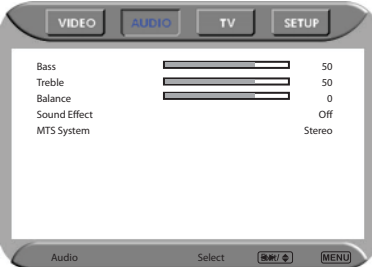 VIDEO AUDIO TV SETUP
Bass 50
Treble 50
Balance 0
Sound Effect Off
MTS System Stereo
Audio Select MENU